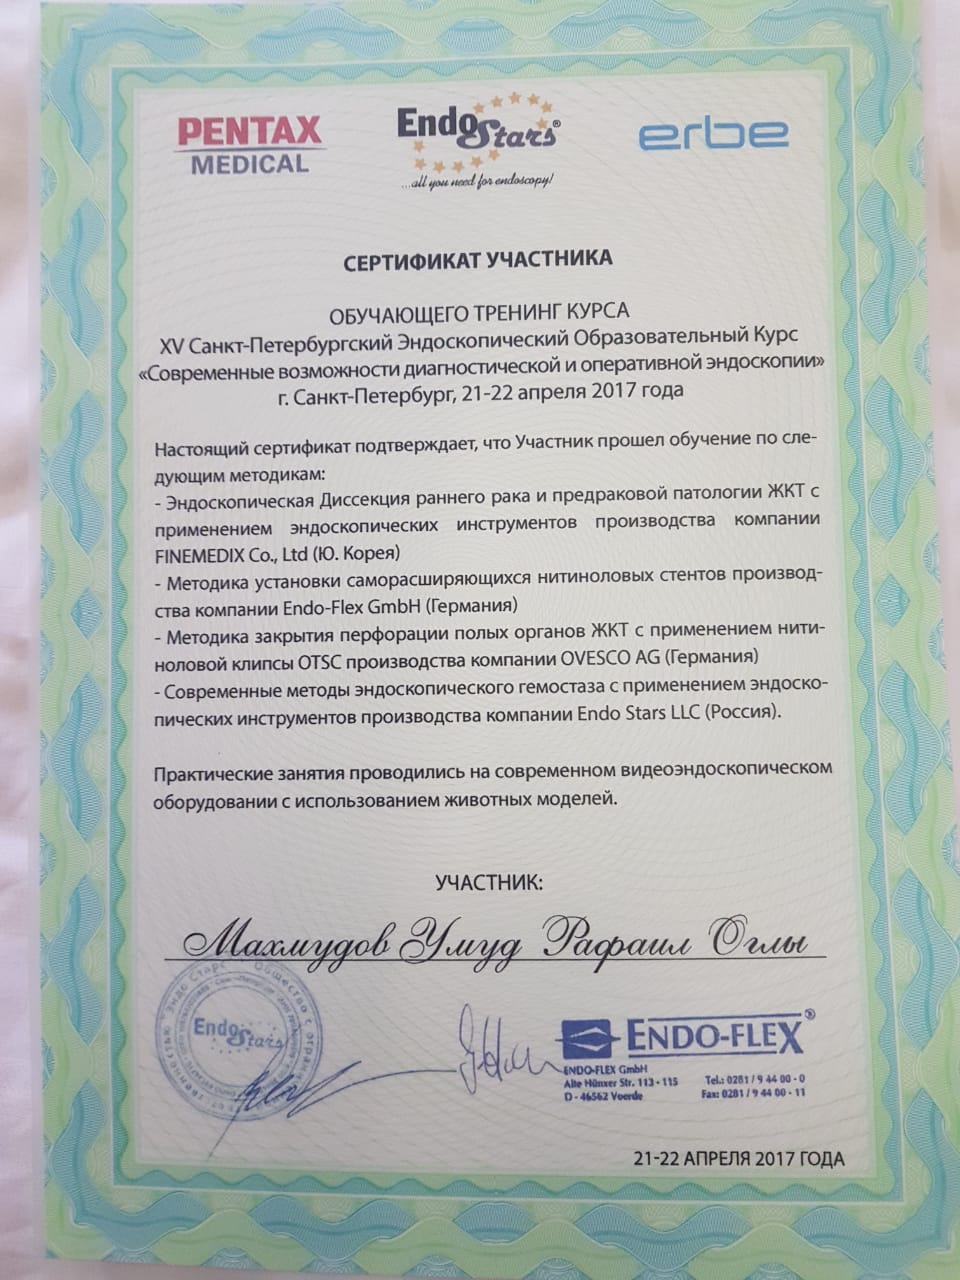 PENTAX
MEDICAL
Endo Stars®
...all you need for endoscopy!
erbe
СЕРТИФИКАТ УЧАСТНИКА
ОБУЧАЮЩЕГО ТРЕНИНГ КУРСА
XV Санкт-Петербургский Эндоскопический Образовательный Курс
«Современные возможности диагностической и оперативной эндоскопии»
г. Санкт-Петербург, 21-22 апреля 2017 года
Настоящий сертификат подтверждает, что Участник прошел обучение по сле-
дующим методикам:
- Эндоскопическая Диссекция раннего рака и предраковой патологии ЖКТ с
применением эндоскопических инструментов производства компании
FINEMEDIX Co., Ltd (Ю. Корея)
- Методика установки саморасширяющихся нитиноловых стентов производ-
ства компании Endo-Flex GmbH (Германия)
- Методика закрытия перфорации полых органов ЖКТ с применением нити-
ноловой клипсы OTSC производства компании OVESCO AG (Германия)
- Современные методы эндоскопического гемостаза с применением эндоско-
пических инструментов производства компании Endo Stars LLC (Россия).
Практические занятия проводились на современном видеоэндоскопическом
оборудовании с использованием животных моделей.
УЧАСТНИК:
Махмудов Умуд Рафаил Оглы
Endo Stars
ENDO-FLEX®
ENDO-FLEX GmbH
Alte Hünxer Str. 113 - 115
D - 46562 Voerde
Tel.: 0281 / 9 44 00 - 0
Fax: 0281 / 9 44 00 - 11
21-22 АПРЕЛЯ 2017 ГОДА